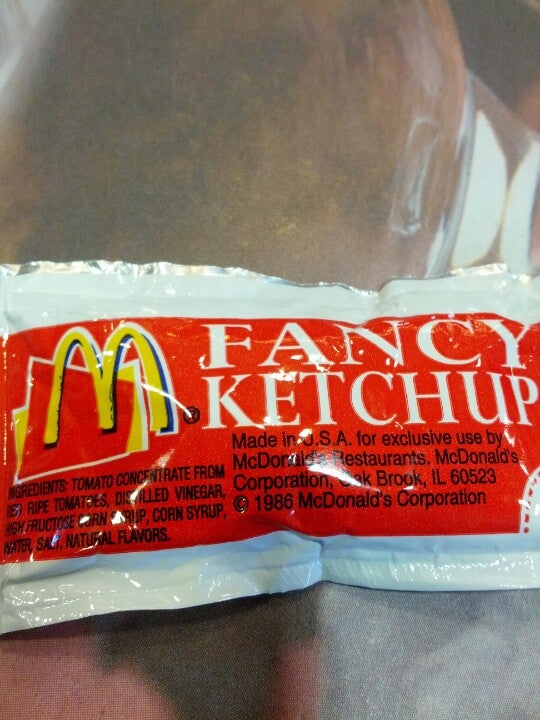 M®
FANCY
KETCHUP
Made in U.S.A. for exclusive use by
McDonald's Restaurants. McDonald's
Corporation, Oak Brook, IL 60523
© 1986 McDonald's Corporation
INGREDIENTS: TOMATO CONCENTRATE FROM
RED RIPE TOMATOES, DISTILLED VINEGAR,
HIGH FRUCTOSE CORN SYRUP, CORN SYRUP,
WATER, SALT, NATURAL FLAVORS.